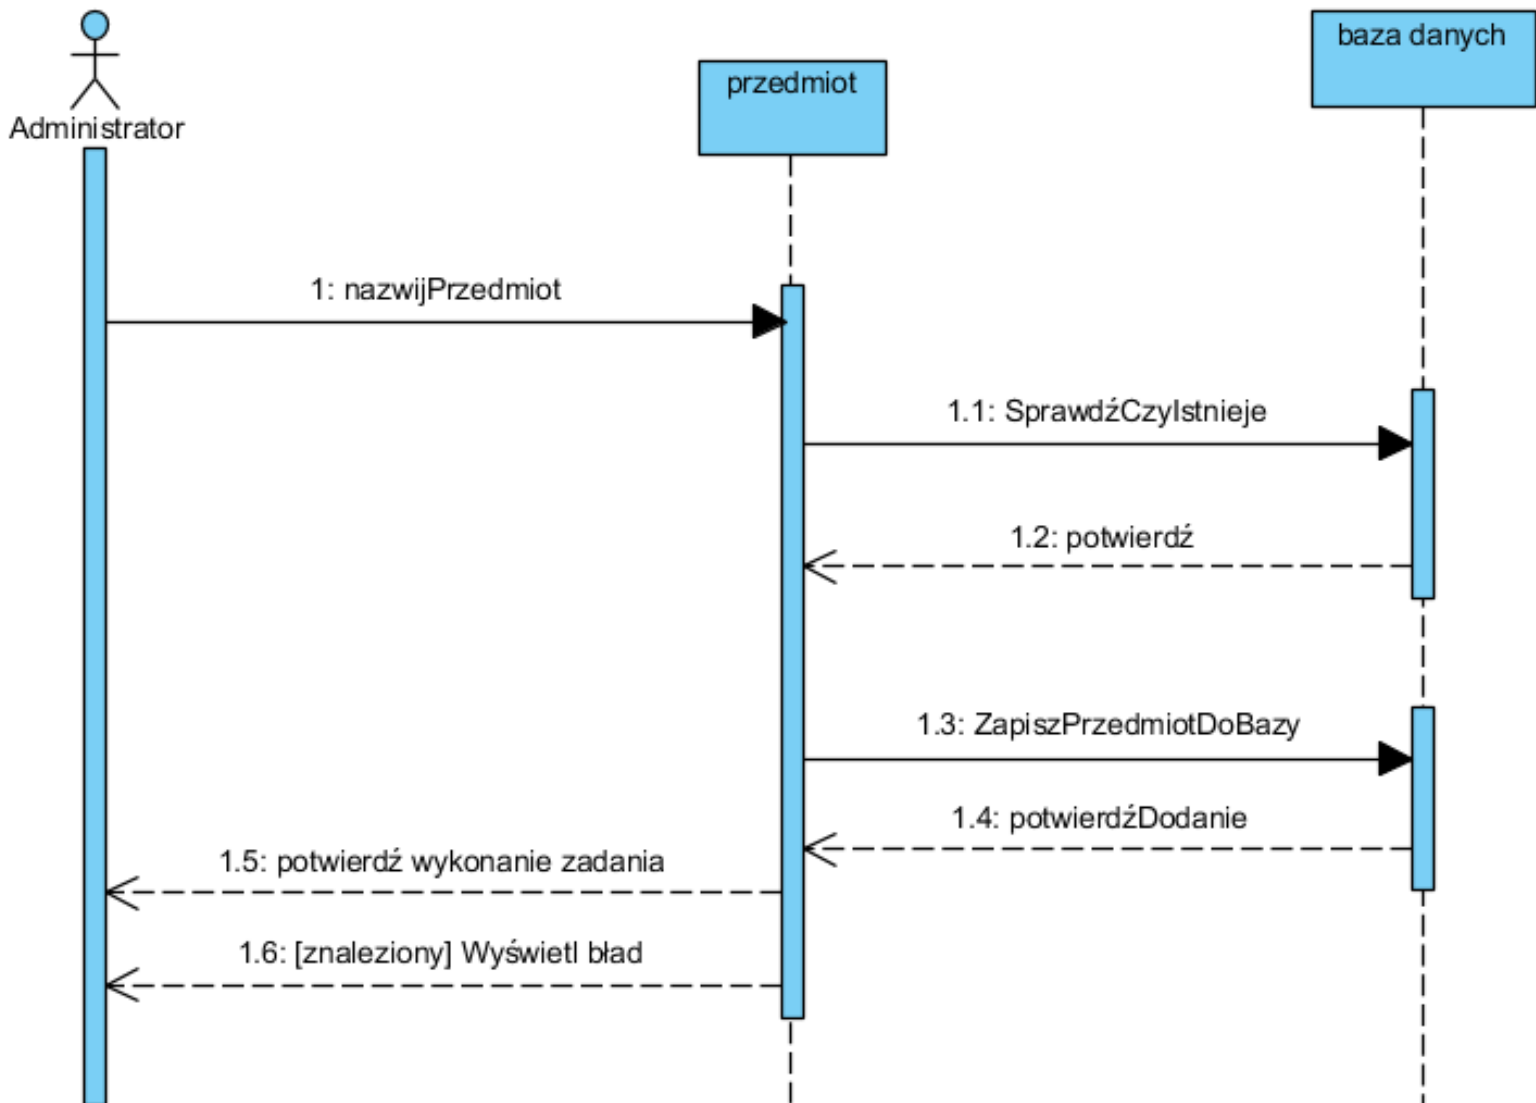 baza danych
przedmiot
Administrator
1: nazwijPrzedmiot
1.1: SprawdźCzyIstnieje
1.2: potwierdź
1.3: ZapiszPrzedmiotDoBazy
1.4: potwierdźDodanie
1.5: potwierdź wykonanie zadania
1.6: [znaleziony] Wyświetl bład